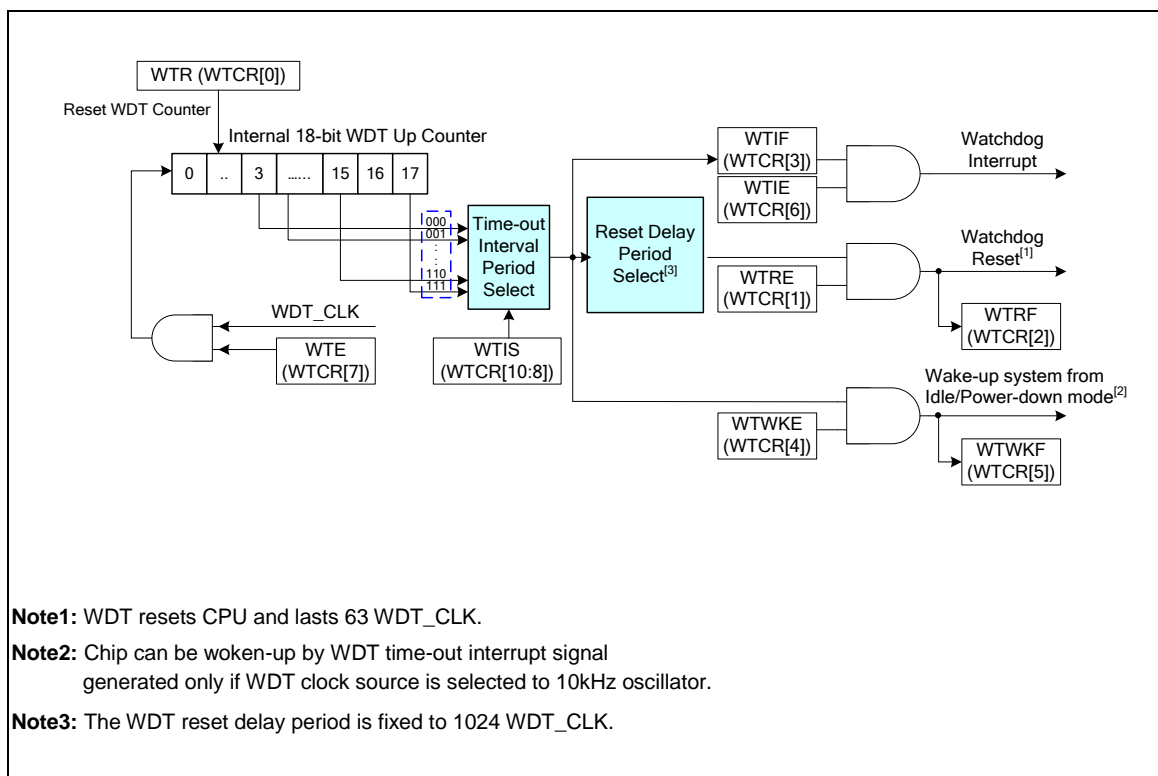 WTR (WTCR[0])
Reset WDT Counter
Internal 18-bit WDT Up Counter
0 .. 3 ...... 15 16 17
000
001
110
111
Time-out
Interval
Period
Select
WTIS
(WTCR[10:8])
WDT_CLK
WTE
(WTCR[7])
Reset Delay
Period
Select[3]
WTIF
(WTCR[3])
WTIE
(WTCR[6])
Watchdog
Interrupt
WTRE
(WTCR[1])
Watchdog
Reset[1]
WTRF
(WTCR[2])
WTWKE
(WTCR[4])
Wake-up system from
Idle/Power-down mode[2]
WTWKF
(WTCR[5])
Note1: WDT resets CPU and lasts 63 WDT_CLK.
Note2: Chip can be woken-up by WDT time-out interrupt signal
generated only if WDT clock source is selected to 10kHz oscillator.
Note3: The WDT reset delay period is fixed to 1024 WDT_CLK.